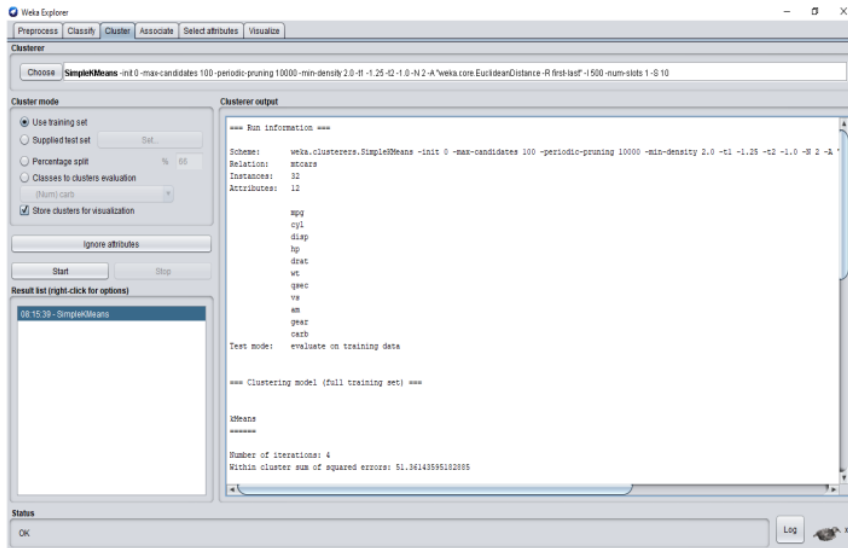 Weka Explorer
Preprocess Classify Cluster Associate Select attributes Visualize
Clusterer
Choose SimpleKMeans -init 0 -max-candidates 100 -periodic-pruning 10000 -min-density 2.0 -t1 -1.25 -t2 -1.0 -N 2 -A "weka.core.EuclideanDistance -R first-last" -I 500 -num-slots 1 -S 10
Cluster mode
Use training set
Supplied test set Set...
Percentage split % 66
Classes to clusters evaluation
(Num) carb
Store clusters for visualization
Ignore attributes
Start Stop
Result list (right-click for options)
08:15:39 - SimpleKMeans
Clusterer output
=== Run information ===
Scheme: weka.clusterers.SimpleKMeans -init 0 -max-candidates 100 -periodic-pruning 10000 -min-density 2.0 -t1 -1.25 -t2 -1.0 -N 2 -A "
Relation: mtcars
Instances: 32
Attributes: 12
mpg
cyl
disp
hp
drat
wt
qsec
vs
am
gear
carb
Test mode: evaluate on training data
=== Clustering model (full training set) ===
kMeans
======
Number of iterations: 4
Within cluster sum of squared errors: 51.36143595182885
Status
OK
Log
x